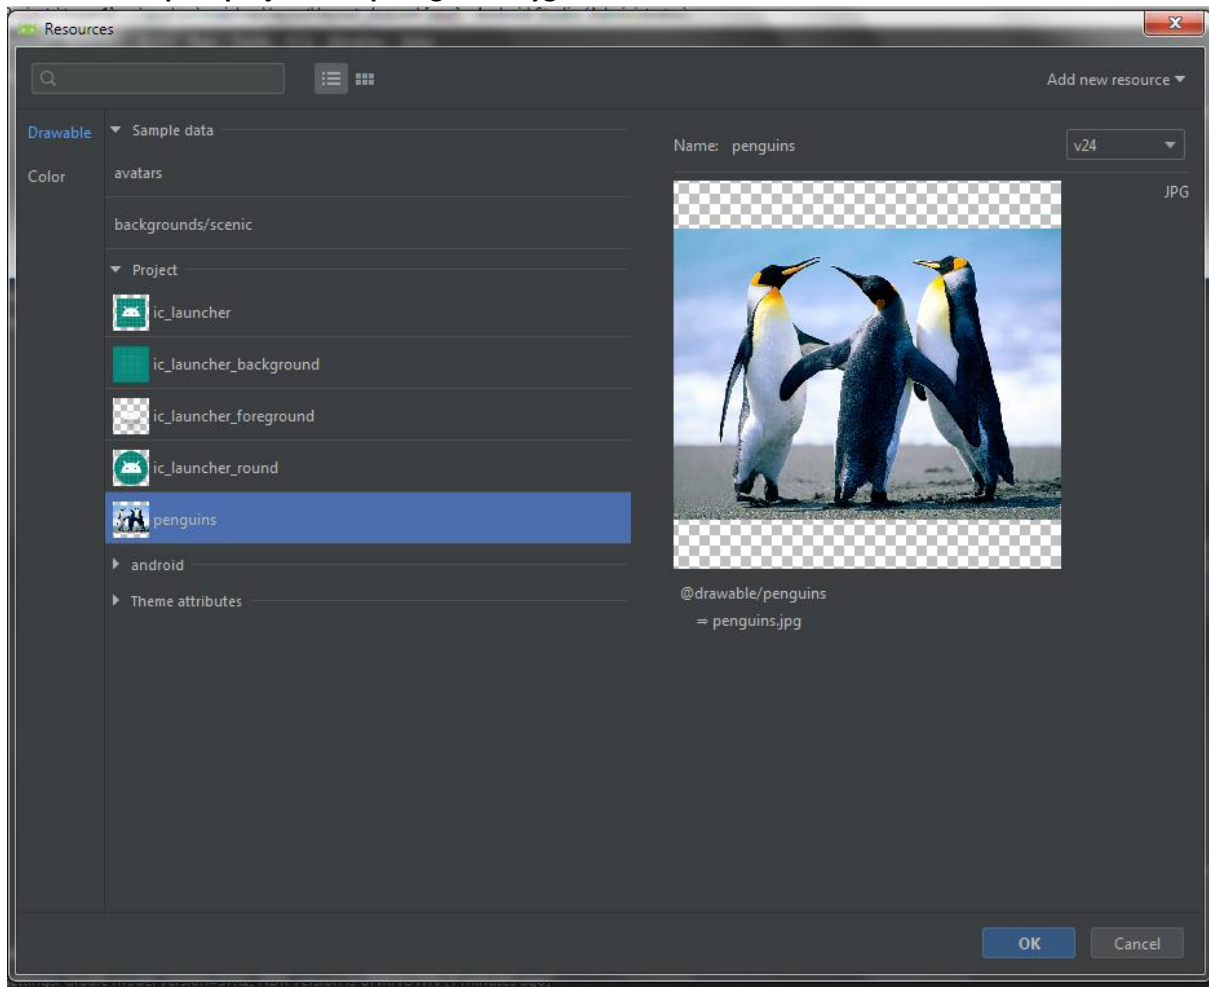 Resources
Add new resource
Drawable
Color
Sample data
avatars
backgrounds/scenic
Project
ic_launcher
ic_launcher_background
ic_launcher_foreground
ic_launcher_round
penguins
android
Theme attributes
Name: penguins
v24
JPG
@drawable/penguins
⇒ penguins.jpg
OK
Cancel